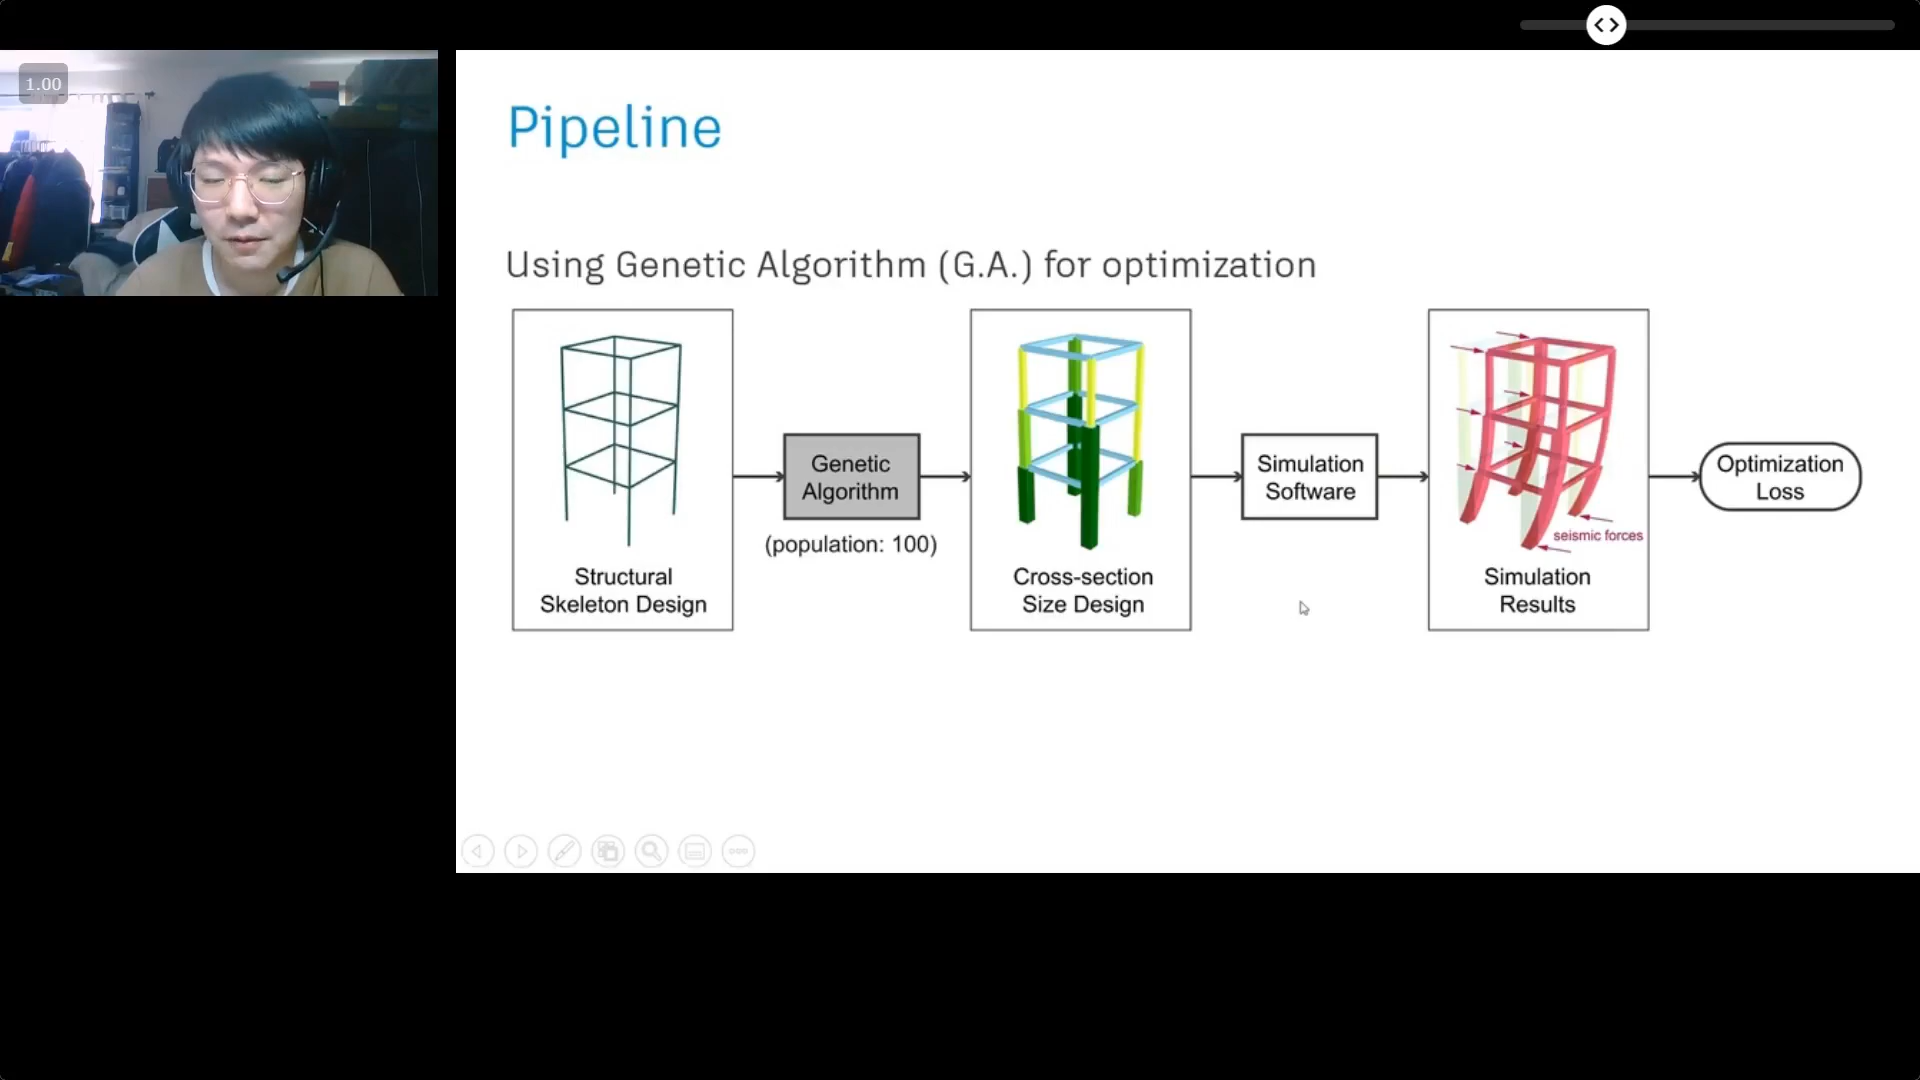 1.00
Pipeline
Using Genetic Algorithm (G.A.) for optimization
Structural
Skeleton Design
Genetic
Algorithm
(population: 100)
Cross-section
Size Design
Simulation
Software
seismic forces
Simulation
Results
Optimization
Loss